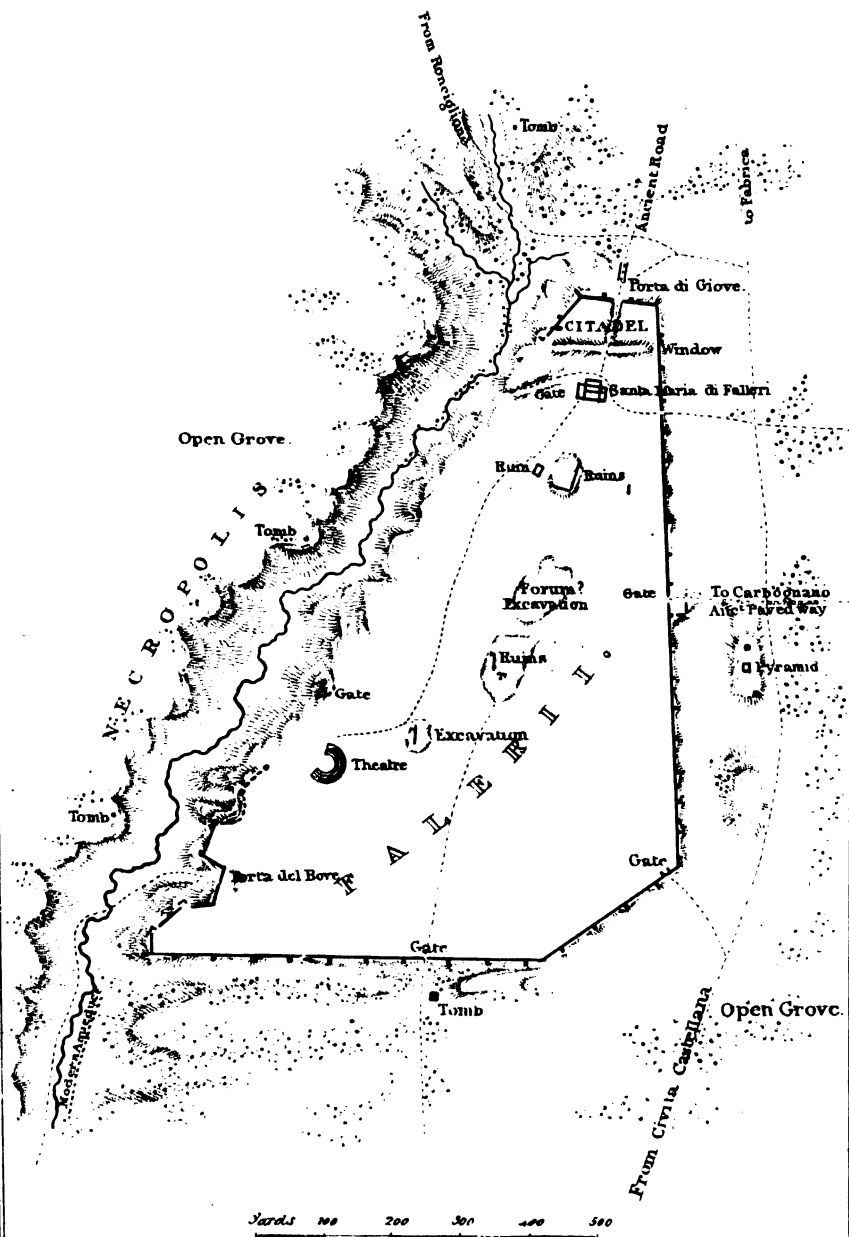 From Ronciglione
Tomb
Ancient Road
to Fabrica
Porta di Giove.
CITADEL
Window
Gate
Santa Maria di Falleri
Open Grove.
Ruin
Ruins
NECROPOLIS
Tomb
Forum?
Excavation
Gate
To Carbognano
Anct. Paved Way
Ruins
Pyramid
Gate
Excavation
Theatre
Tomb
FALERII
Gate
Porta del Bove
Gate
Tomb
Open Grove.
From Civita Castellana
Modern
Yards 100 200 300 400 500